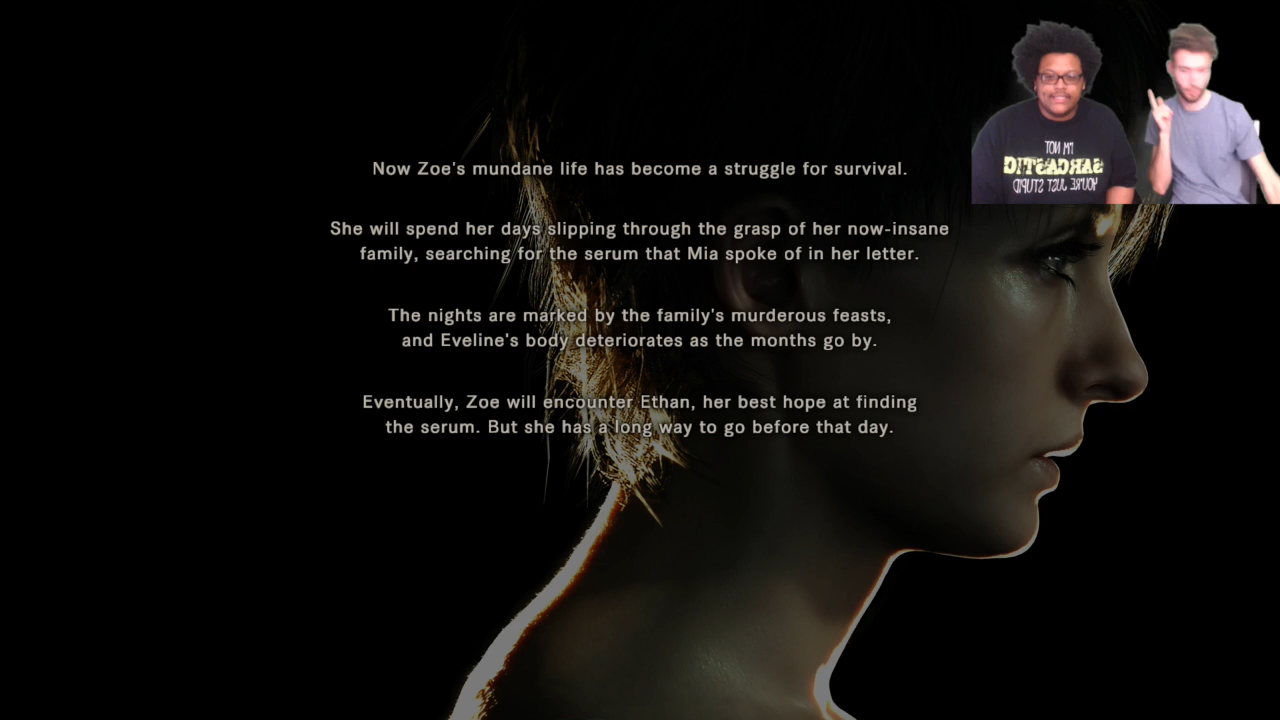 Now Zoe's mundane life has become a struggle for survival.
She will spend her days slipping through the grasp of her now-insane
family, searching for the serum that Mia spoke of in her letter.
The nights are marked by the family's murderous feasts,
and Eveline's body deteriorates as the months go by.
Eventually, Zoe will encounter Ethan, her best hope at finding
the serum. But she has a long way to go before that day.
I'M NOT
SARCASTIC
YOU'RE JUST STUPID